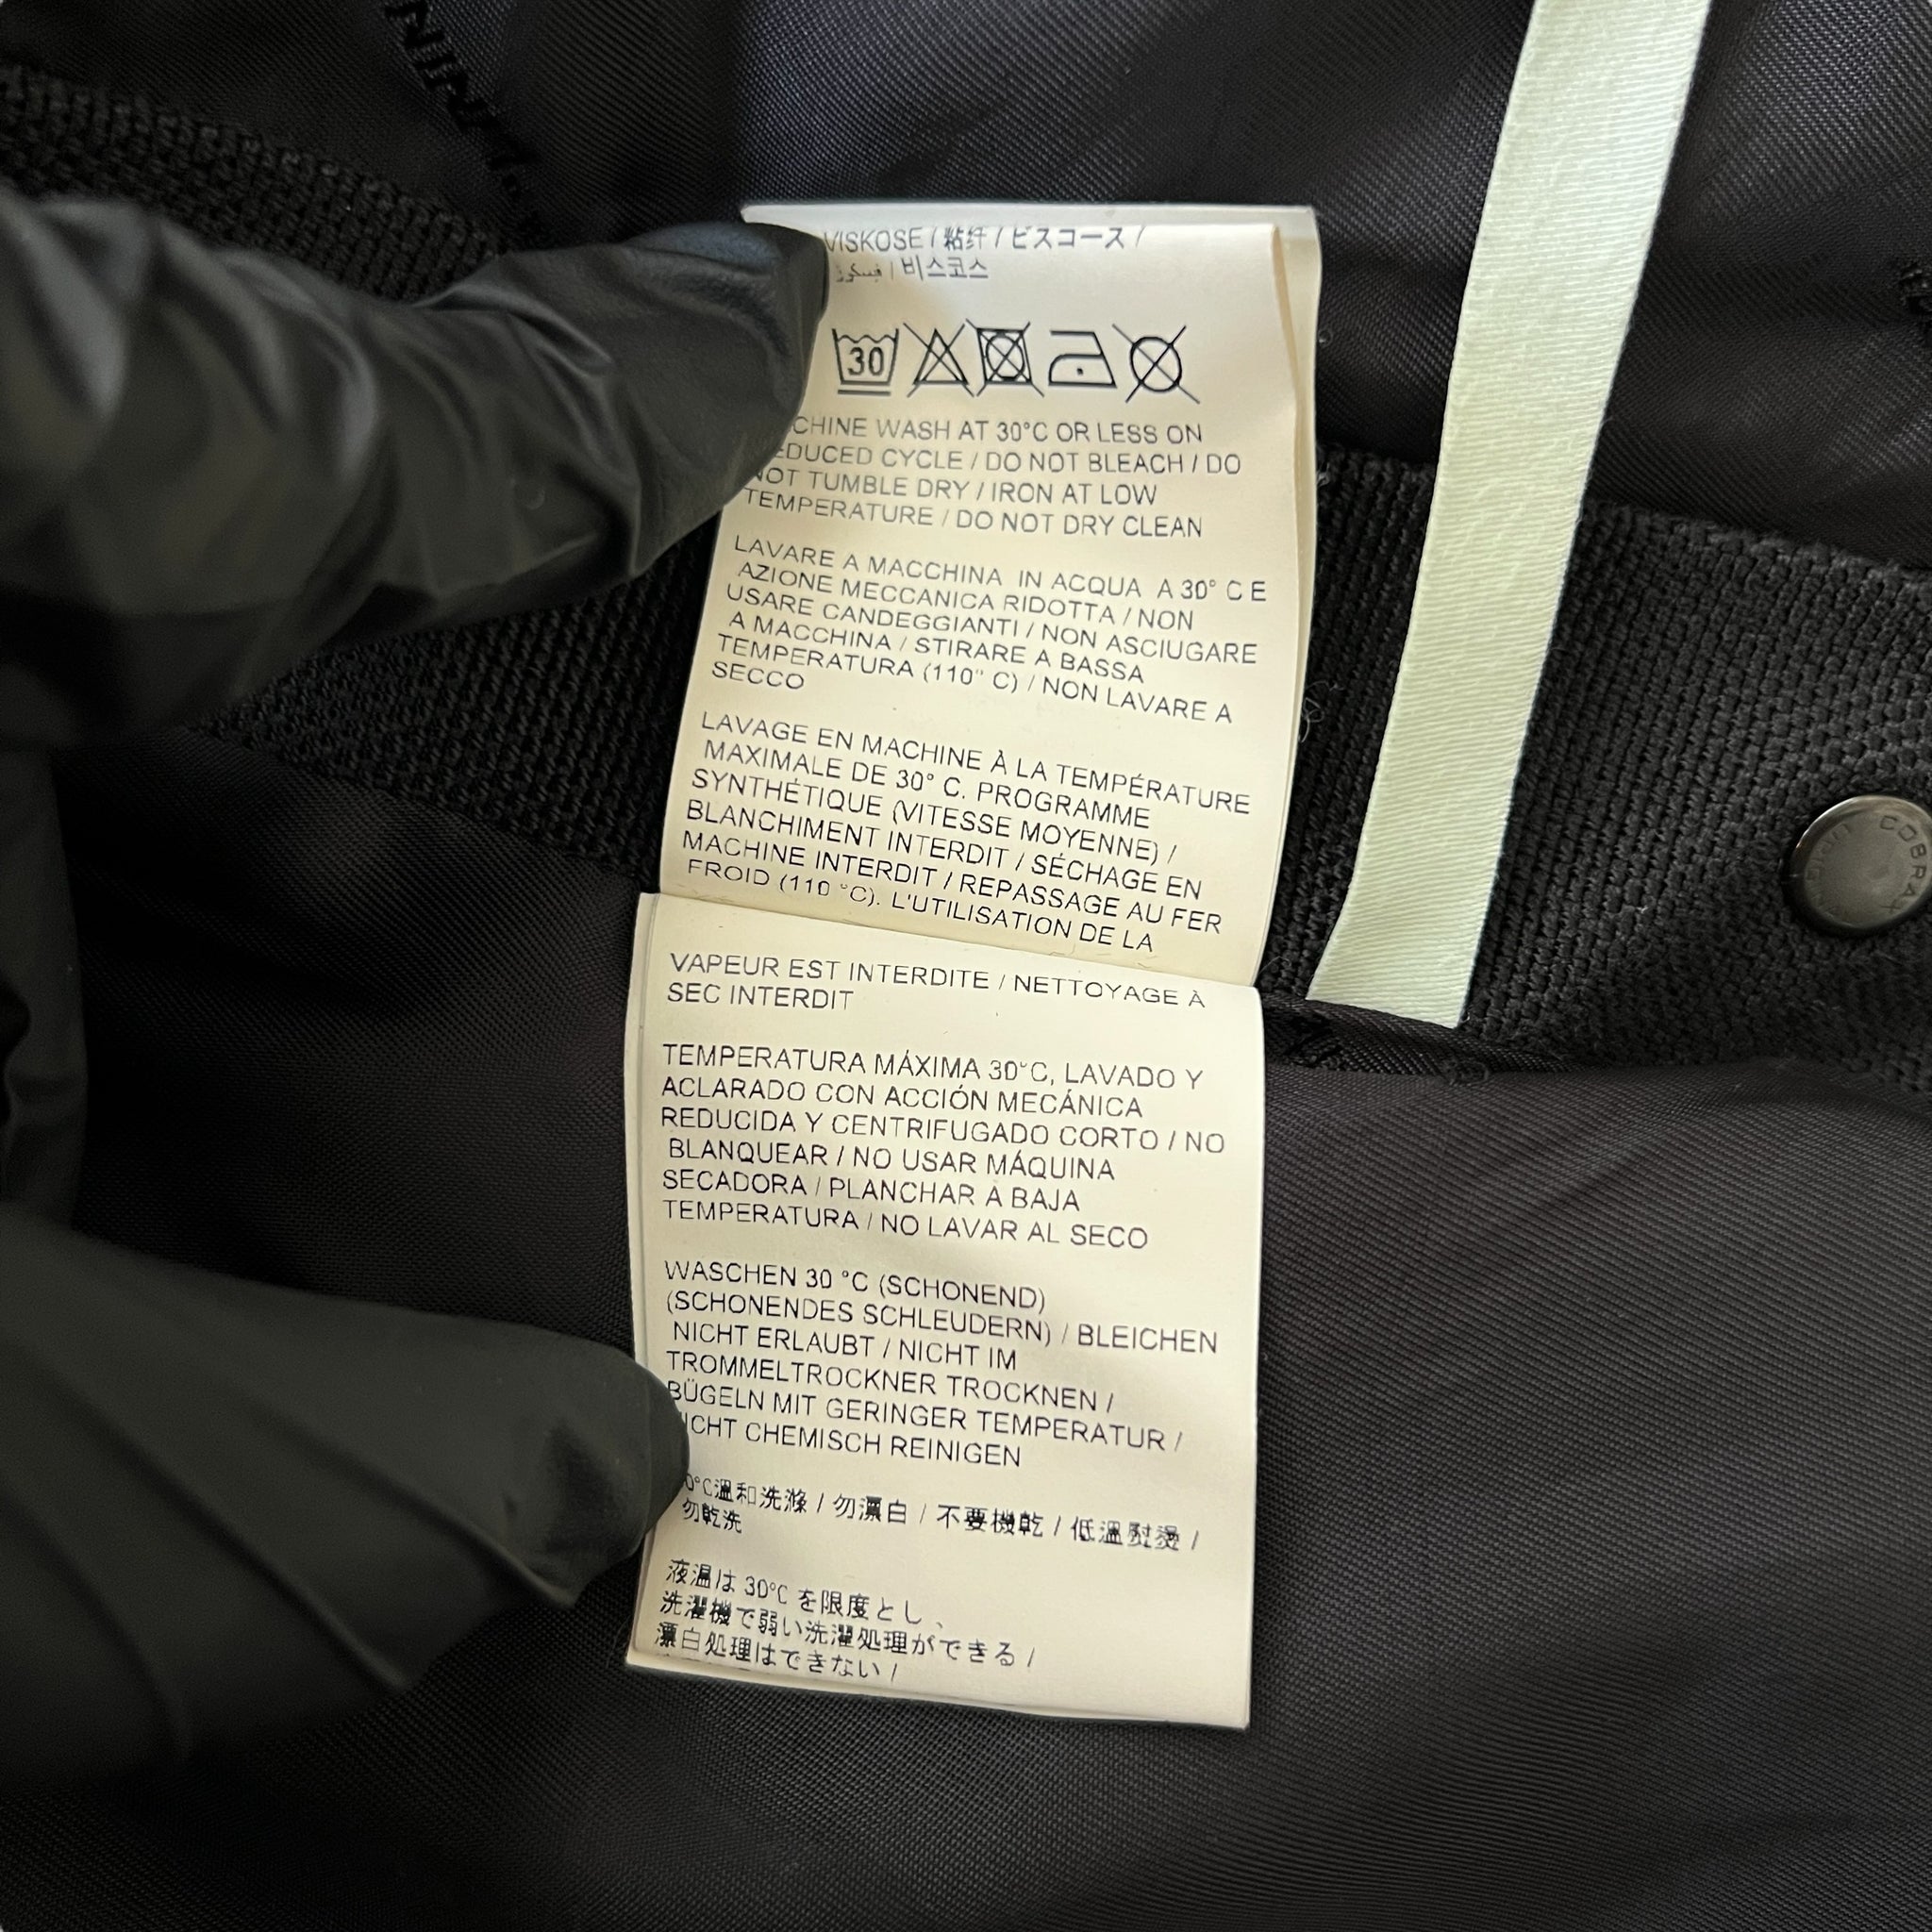 VISKOSE / 粘纤 / ビスコース /
비스코스
30
CHINE WASH AT 30°C OR LESS ON
EDUCED CYCLE / DO NOT BLEACH / DO
NOT TUMBLE DRY / IRON AT LOW
TEMPERATURE / DO NOT DRY CLEAN
LAVARE A MACCHINA IN ACQUA A 30° C E
AZIONE MECCANICA RIDOTTA / NON
USARE CANDEGGIANTI / NON ASCIUGARE
A MACCHINA / STIRARE A BASSA
TEMPERATURA (110° C) / NON LAVARE A
SECCO
LAVAGE EN MACHINE À LA TEMPÉRATURE
MAXIMALE DE 30° C. PROGRAMME
SYNTHÉTIQUE (VITESSE MOYENNE) /
BLANCHIMENT INTERDIT / SÉCHAGE EN
MACHINE INTERDIT / REPASSAGE AU FER
FROID (110 °C). L'UTILISATION DE LA
VAPEUR EST INTERDITE / NETTOYAGE À
SEC INTERDIT
TEMPERATURA MÁXIMA 30°C, LAVADO Y
ACLARADO CON ACCIÓN MECÁNICA
REDUCIDA Y CENTRIFUGADO CORTO / NO
BLANQUEAR / NO USAR MÁQUINA
SECADORA / PLANCHAR A BAJA
TEMPERATURA / NO LAVAR AL SECO
WASCHEN 30 °C (SCHONEND)
(SCHONENDES SCHLEUDERN) / BLEICHEN
NICHT ERLAUBT / NICHT IM
TROMMELTROCKNER TROCKNEN /
BÜGELN MIT GERINGER TEMPERATUR /
ICHT CHEMISCH REINIGEN
0°C溫和洗滌 / 勿漂白 / 不要機乾 / 低溫熨燙 /
勿乾洗
液温は 30℃ を限度とし、
洗濯機で弱い洗濯処理ができる /
漂白処理はできない /
COBRAX